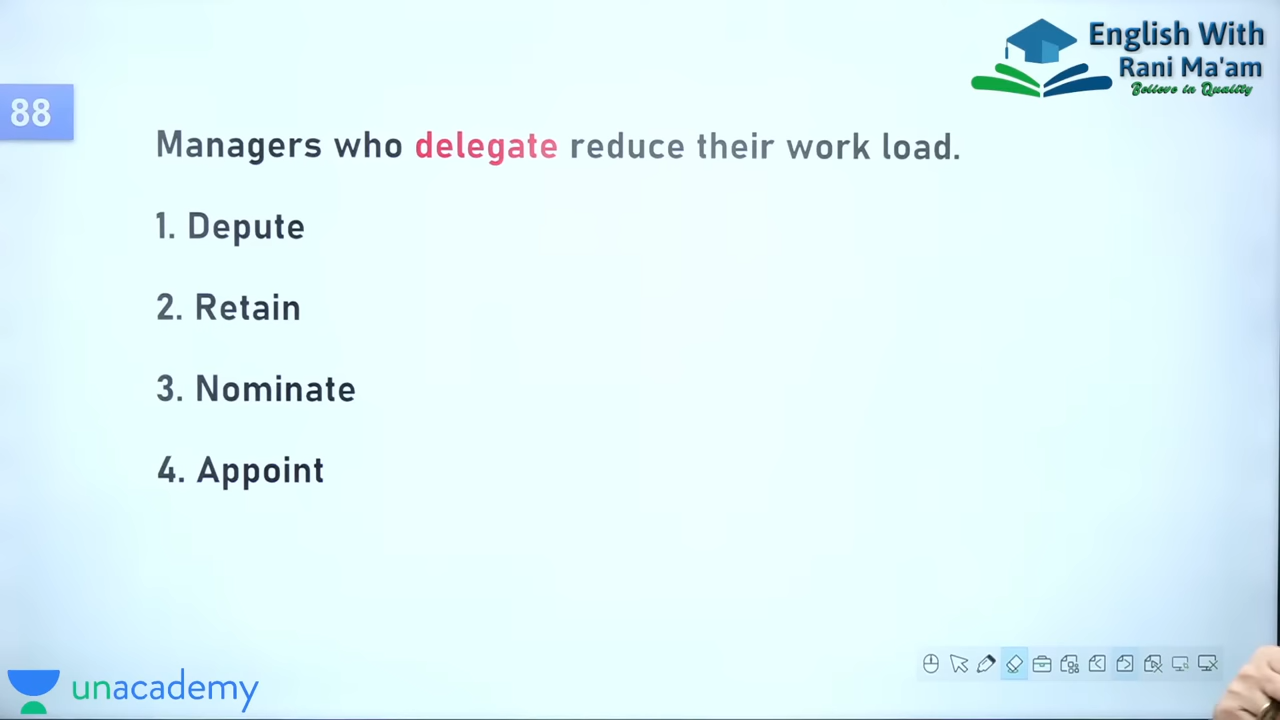 English With
Rani Ma'am
Believe in Quality
88
Managers who delegate reduce their work load.
1. Depute
2. Retain
3. Nominate
4. Appoint
unacademy